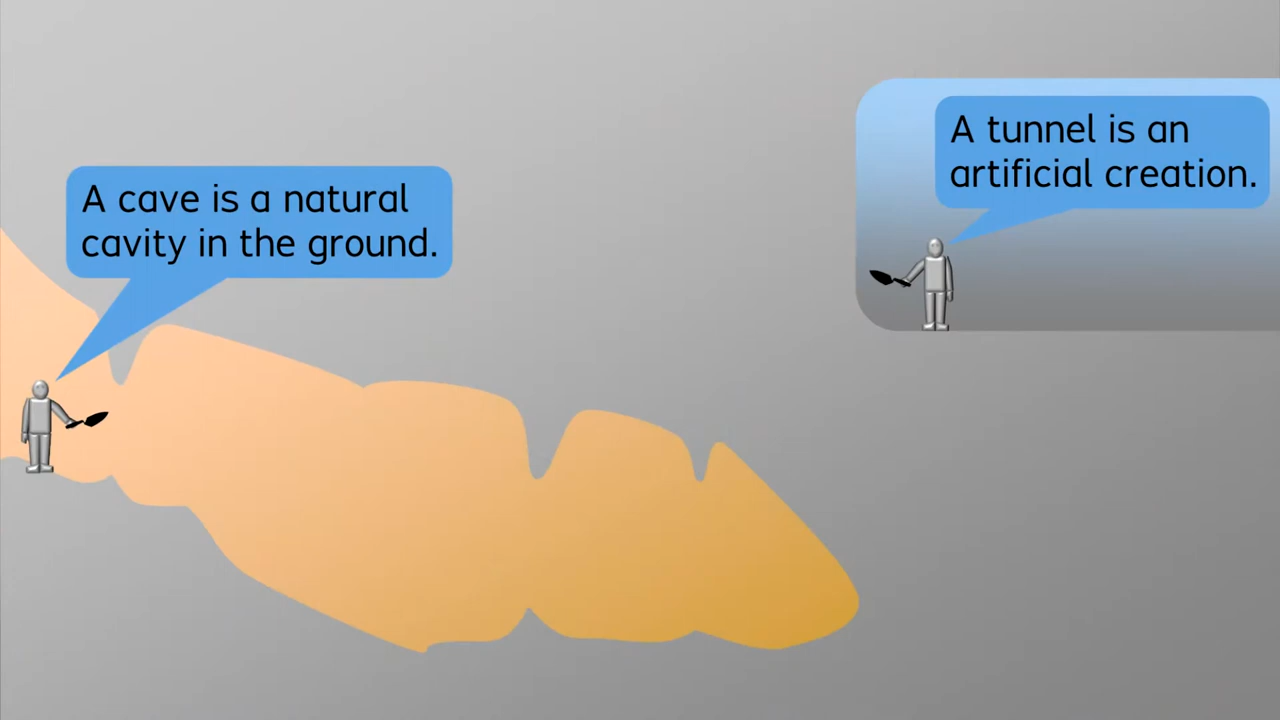 A cave is a natural
cavity in the ground.
A tunnel is an
artificial creation.